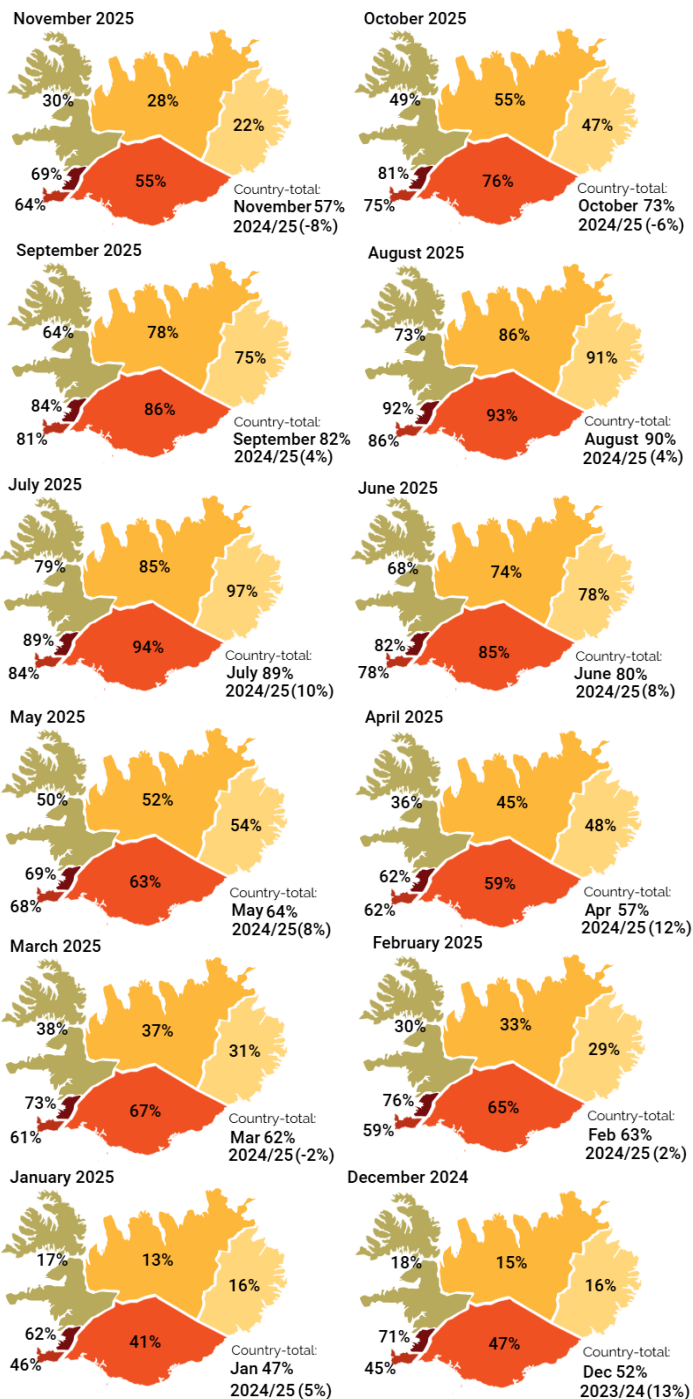 November 2025
30%
28%
22%
69%
55%
64%
Country-total:
November 57%
2024/25 (-8%)
October 2025
49%
55%
47%
81%
76%
75%
Country-total:
October 73%
2024/25 (-6%)
September 2025
64%
78%
75%
84%
86%
81%
Country-total:
September 82%
2024/25 (4%)
August 2025
73%
86%
91%
92%
93%
86%
Country-total:
August 90%
2024/25 (4%)
July 2025
79%
85%
97%
89%
94%
84%
Country-total:
July 89%
2024/25 (10%)
June 2025
68%
74%
78%
82%
85%
78%
Country-total:
June 80%
2024/25 (8%)
May 2025
50%
52%
54%
69%
63%
68%
Country-total:
May 64%
2024/25 (8%)
April 2025
36%
45%
48%
62%
59%
62%
Country-total:
Apr 57%
2024/25 (12%)
March 2025
38%
37%
31%
73%
67%
61%
Country-total:
Mar 62%
2024/25 (-2%)
February 2025
30%
33%
29%
76%
65%
59%
Country-total:
Feb 63%
2024/25 (2%)
January 2025
17%
13%
16%
62%
41%
46%
Country-total:
Jan 47%
2024/25 (5%)
December 2024
18%
15%
16%
71%
47%
45%
Country-total:
Dec 52%
2023/24 (13%)